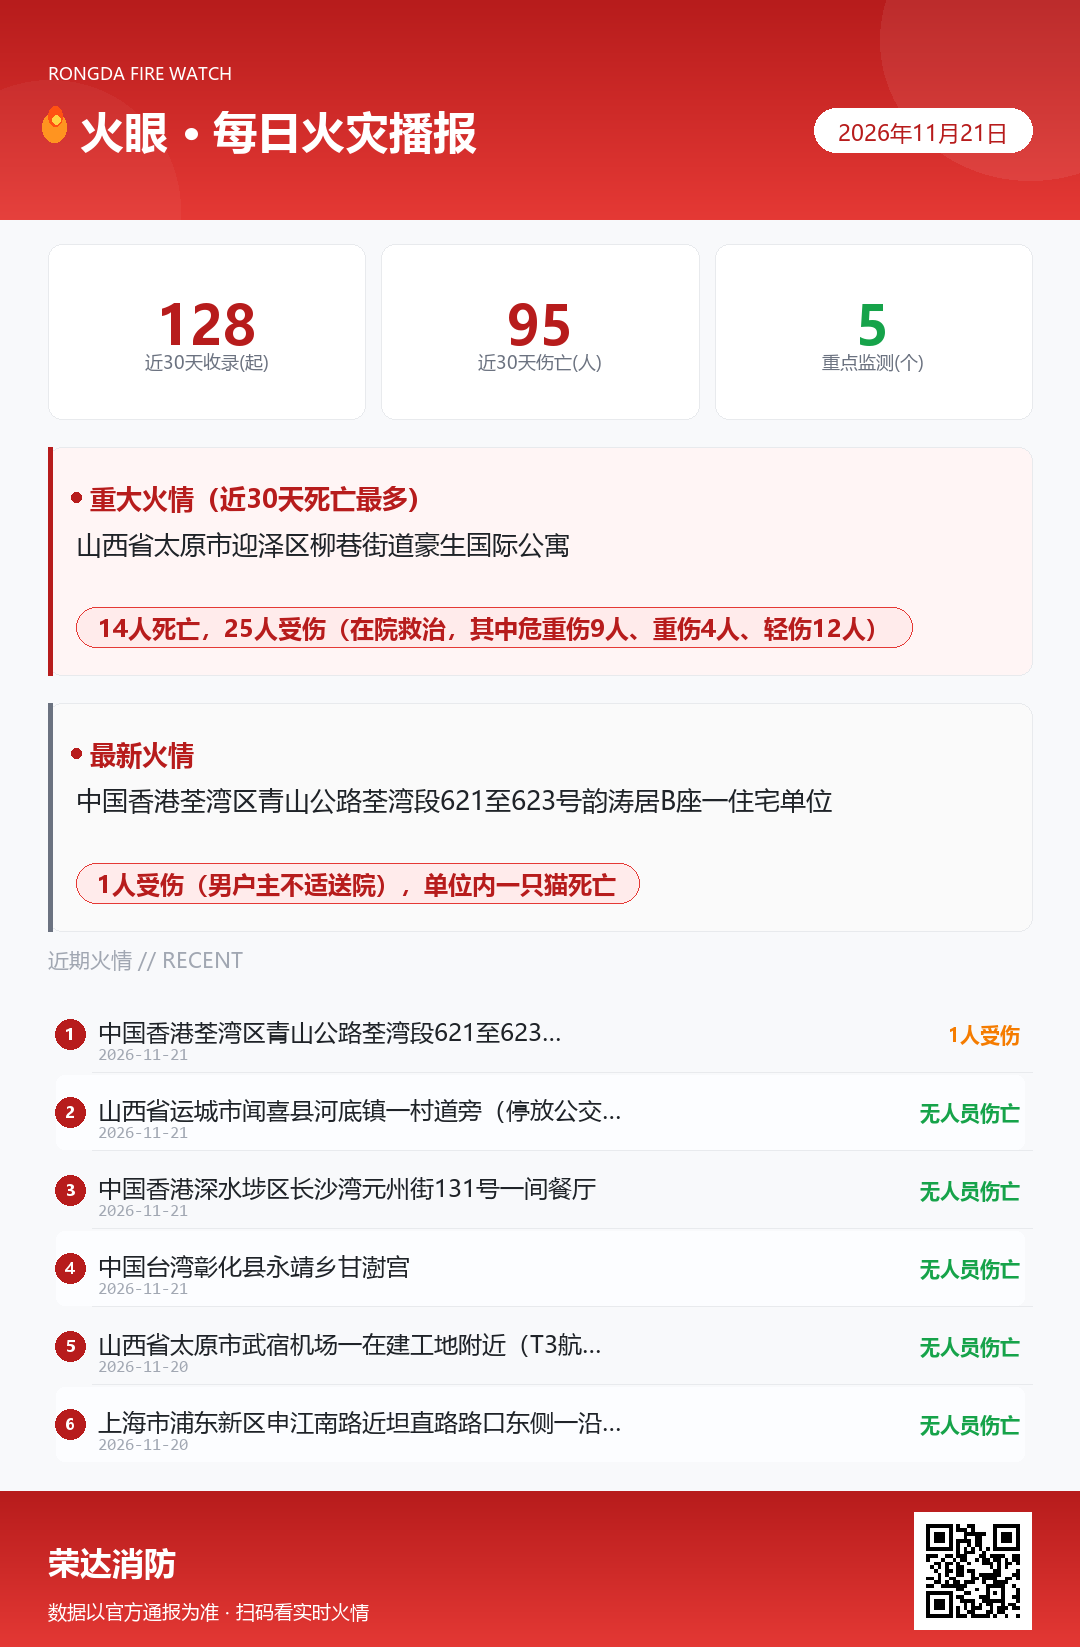 RONGDA FIRE WATCH
火眼·每日火灾播报
2026年11月21日
128
近30天收录(起)
95
近30天伤亡(人)
5
重点监测(个)
重大火情（近30天死亡最多）
山西省太原市迎泽区柳巷街道豪生国际公寓
14人死亡，25人受伤（在院救治，其中危重伤9人、重伤4人、轻伤12人）
最新火情
中国香港荃湾区青山公路荃湾段621至623号韵涛居B座一住宅单位
1人受伤（男户主不适送院），单位内一只猫死亡
近期火情 // RECENT
1 中国香港荃湾区青山公路荃湾段621至623... 1人受伤
2026-11-21
2 山西省运城市闻喜县河底镇一村道旁（停放公交... 无人员伤亡
2026-11-21
3 中国香港深水埗区长沙湾元州街131号一间餐厅 无人员伤亡
2026-11-21
4 中国台湾彰化县永靖乡甘澍宫 无人员伤亡
2026-11-21
5 山西省太原市武宿机场一在建工地附近（T3航... 无人员伤亡
2026-11-20
6 上海市浦东新区申江南路近坦直路路口东侧一沿... 无人员伤亡
2026-11-20
荣达消防
数据以官方通报为准 · 扫码看实时火情